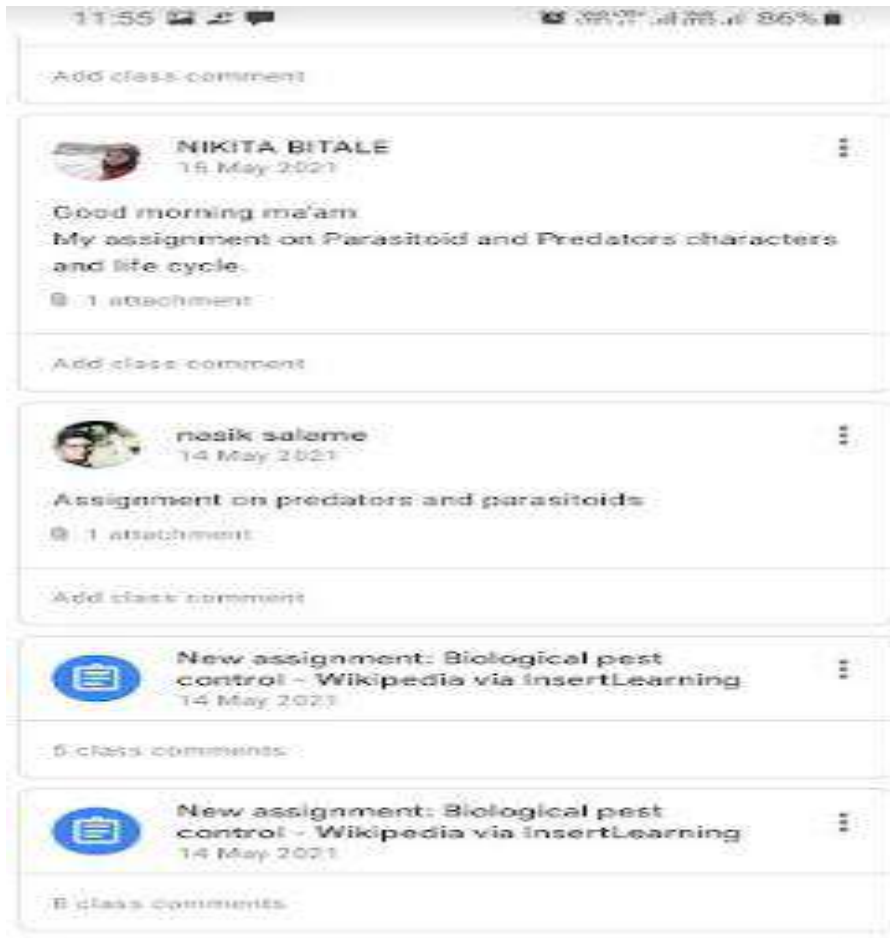 11:55 86%
Add class comment
NIKITA BITALE
15 May 2021
Good morning ma'am
My assignment on Parasitoid and Predators characters
and life cycle.
1 attachment
Add class comment
nasik salame
14 May 2021
Assignment on predators and parasitoids
1 attachment
Add class comment
New assignment: Biological pest
control - Wikipedia via InsertLearning
14 May 2021
class comments
New assignment: Biological pest
control - Wikipedia via InsertLearning
14 May 2021
class comments